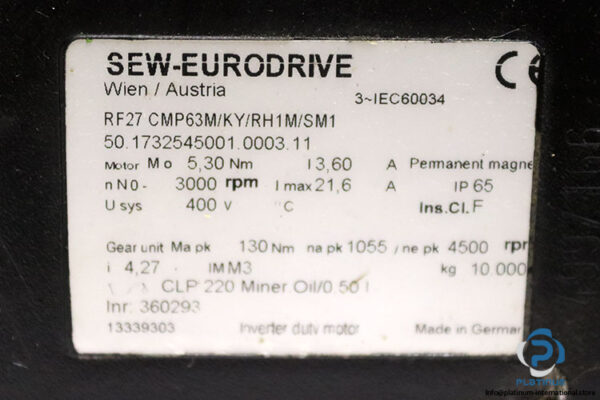 SEW-EURODRIVE CE
Wien / Austria
3~IEC60034
RF27 CMP63M/KY/RH1M/SM1
50.1732545001.0003.11
Motor M o 5,30 Nm I 3,60 A Permanent magne
n N0- 3000 rpm I max 21,6 A IP 65
U sys 400 V °C Ins.Cl. F
Gear unit Ma pk 130 Nm na pk 1055 / ne pk 4500 rpr
i 4,27 IM M3 kg 10.000
CLP 220 Miner.Oil/0.50 l
Inr: 360293
13339303 Inverter duty motor Made in German
PLATINUM
info@platinum-international.store